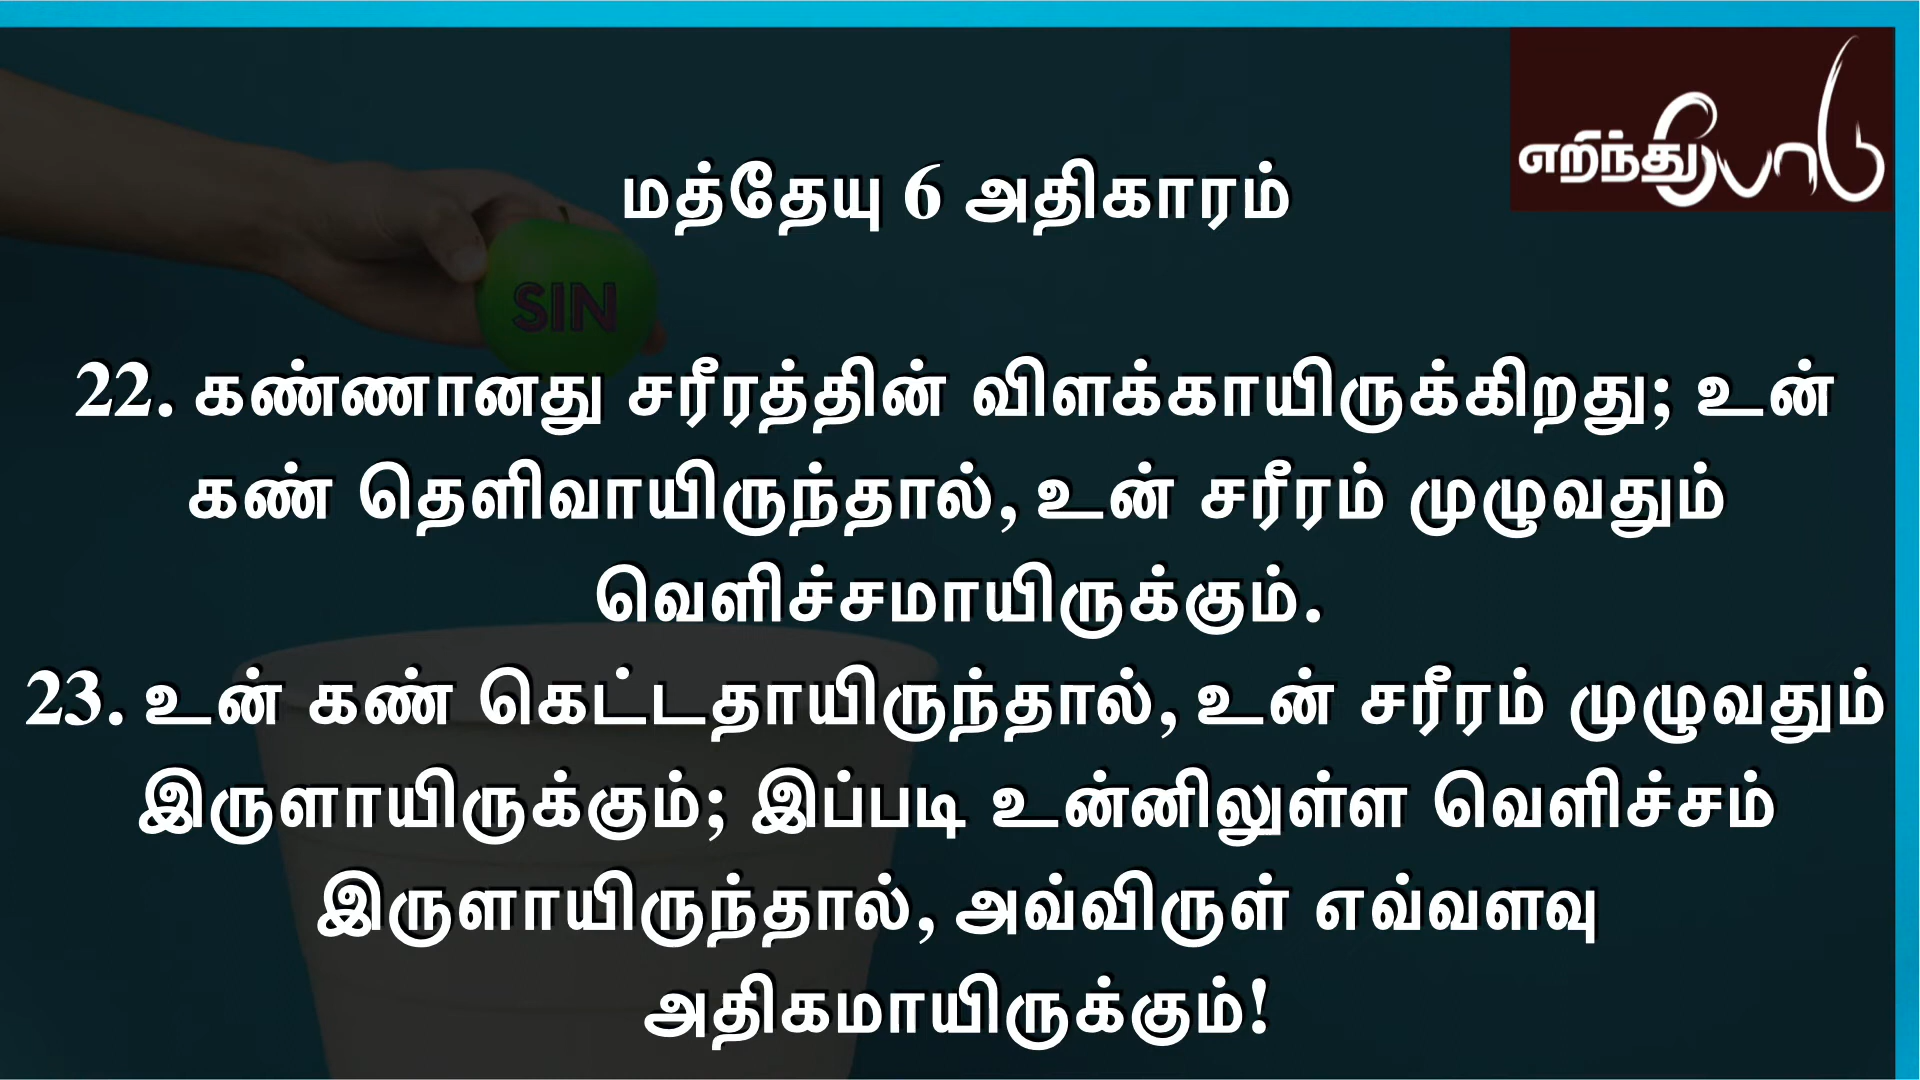 எறிந்துபோடு
மத்தேயு 6 அதிகாரம்
SIN
22. கண்ணானது சரீரத்தின் விளக்காயிருக்கிறது; உன்
கண் தெளிவாயிருந்தால், உன் சரீரம் முழுவதும்
வெளிச்சமாயிருக்கும்.
23. உன் கண் கெட்டதாயிருந்தால், உன் சரீரம் முழுவதும்
இருளாயிருக்கும்; இப்படி உன்னிலுள்ள வெளிச்சம்
இருளாயிருந்தால், அவ்விருள் எவ்வளவு
அதிகமாயிருக்கும்!